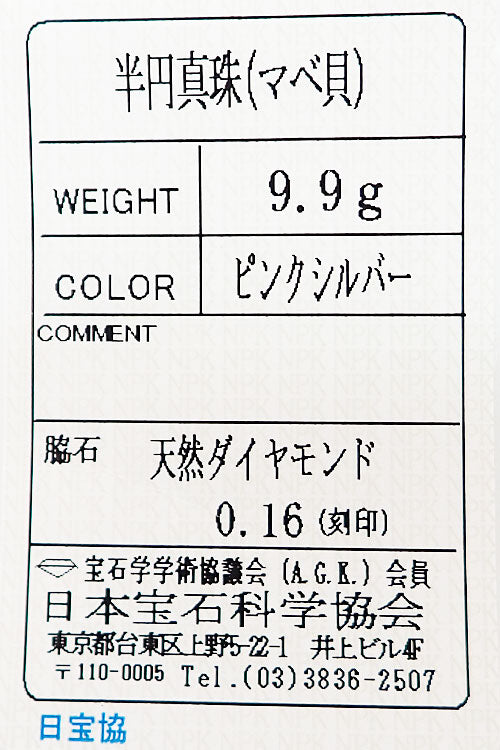 半円真珠(マベ貝)
WEIGHT 9.9g
COLOR ピンクシルバー
COMMENT
脇石 天然ダイヤモンド
0.16 (刻印)
宝石学学術協議会 (A.G.K.) 会員
日本宝石科学協会
東京都台東区上野5-22-1 井上ビル4F
〒110-0005 Tel.(03)3836-2507
日宝協